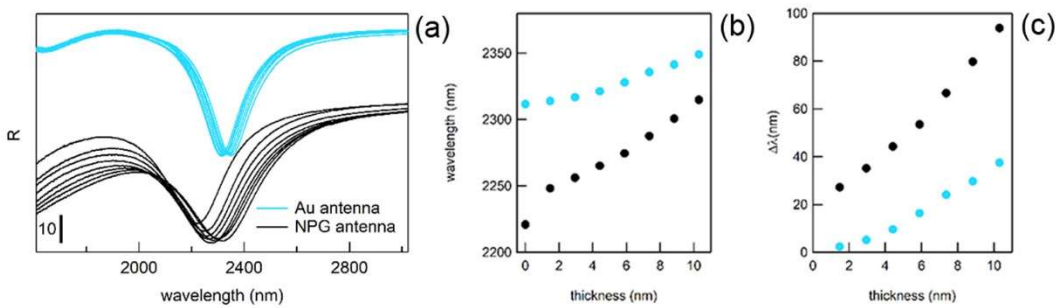 (a)
R
10
Au antenna
NPG antenna
2000 2400 2800
wavelength (nm)
(b)
2350
2300
2250
2200
wavelength (nm)
0 2 4 6 8 10
thickness (nm)
(c)
100
80
60
40
20
0
Δλ(nm)
0 2 4 6 8 10
thickness (nm)